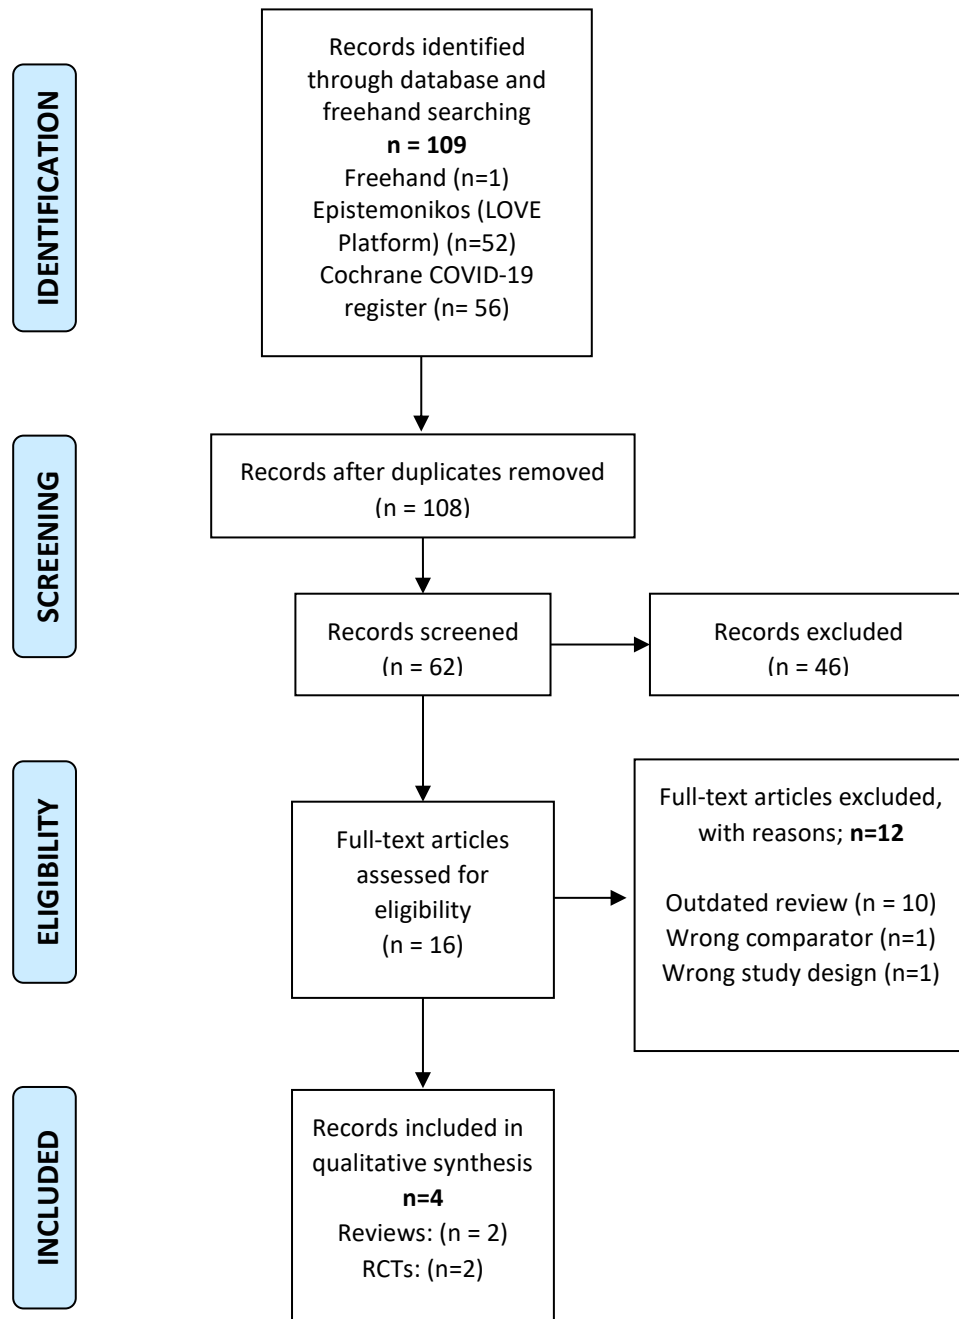 IDENTIFICATION
Records identified
through database and
freehand searching
n = 109
Freehand (n=1)
Epistemonikos (LOVE
Platform) (n=52)
Cochrane COVID-19
register (n= 56)
SCREENING
Records after duplicates removed
(n = 108)
Records screened
(n = 62)
Records excluded
(n = 46)
ELIGIBILITY
Full-text articles
assessed for
eligibility
(n = 16)
Full-text articles excluded,
with reasons; n=12
Outdated review (n = 10)
Wrong comparator (n=1)
Wrong study design (n=1)
INCLUDED
Records included in
qualitative synthesis
n=4
Reviews: (n = 2)
RCTs: (n=2)